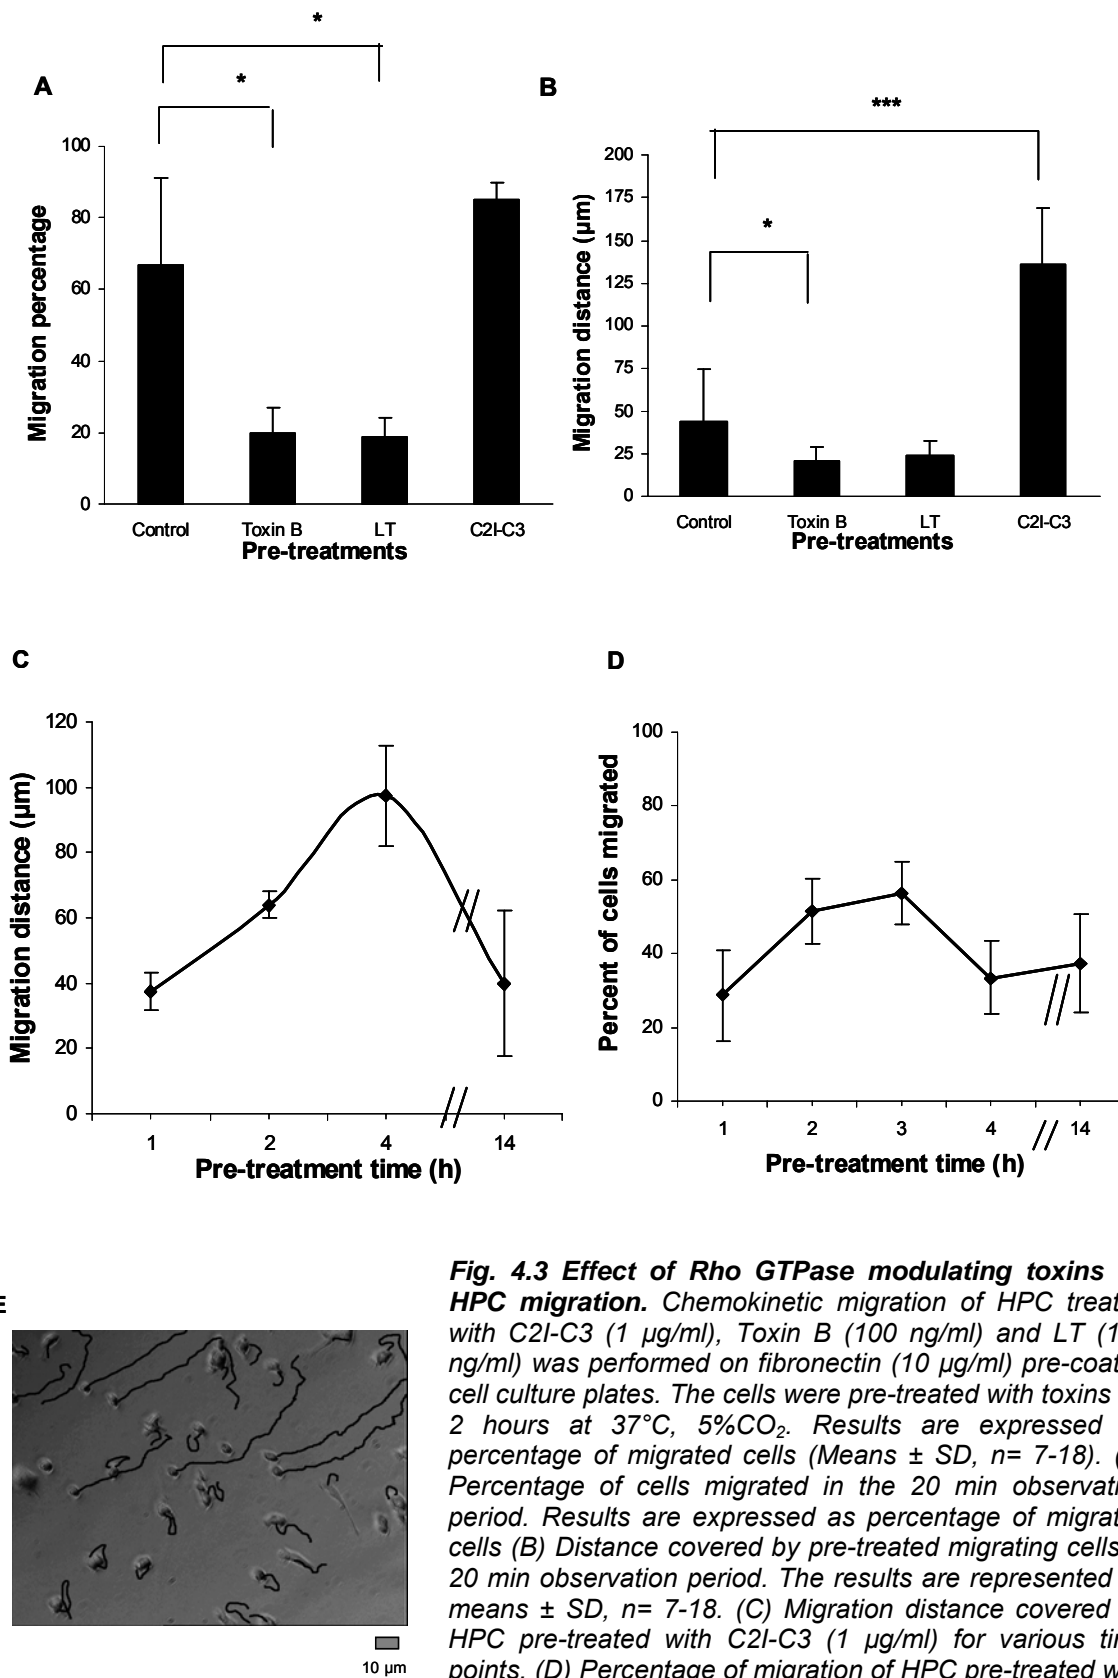 *
*
A
100
80
60
40
20
0
Migration percentage
Control Toxin B LT C2I-C3
Pre-treatments
B
***
*
200
175
150
125
100
75
50
25
0
Migration distance (µm)
Control Toxin B LT C2I-C3
Pre-treatments
C
120
100
80
60
40
20
0
Migration distance (µm)
1 2 4 14
Pre-treatment time (h)
D
100
80
60
40
20
0
Percent of cells migrated
1 2 3 4 14
Pre-treatment time (h)
E
10 µm
Fig. 4.3 Effect of Rho GTPase modulating toxins
HPC migration. Chemokinetic migration of HPC
with C2I-C3 (1 µg/ml), Toxin B (100 ng/ml) and LT
ng/ml) was performed on fibronectin (10 µg/ml)
cell culture plates. The cells were pre-treated with toxins
2 hours at 37°C, 5%CO₂. Results are expressed
percentage of migrated cells (Means ± SD, n= 7-18).
Percentage of cells migrated in the 20 min
period. Results are expressed as percentage of
cells (B) Distance covered by pre-treated migrating cells
20 min observation period. The results are represented
means ± SD, n= 7-18. (C) Migration distance covered
HPC pre-treated with C2I-C3 (1 µg/ml) for various
points. (D) Percentage of migration of HPC pre-treated